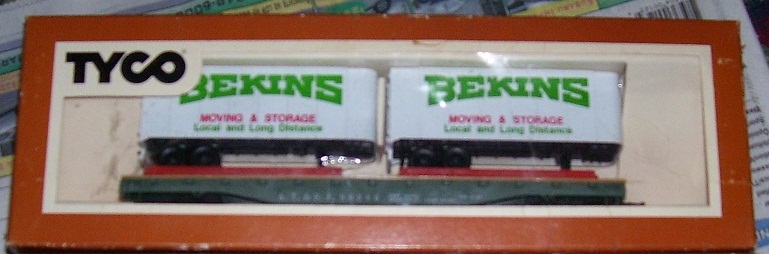 TYCO
BEKINS
MOVING & STORAGE
Local and Long Distance
BEKINS
MOVING & STORAGE
Local and Long Distance